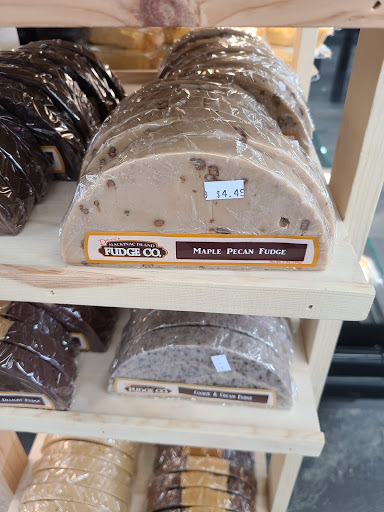 $4.49
MACKINAC ISLAND
FUDGE CO.
MAPLE PECAN FUDGE
FUDGE CO.
COOKIE & CREAM FUDGE